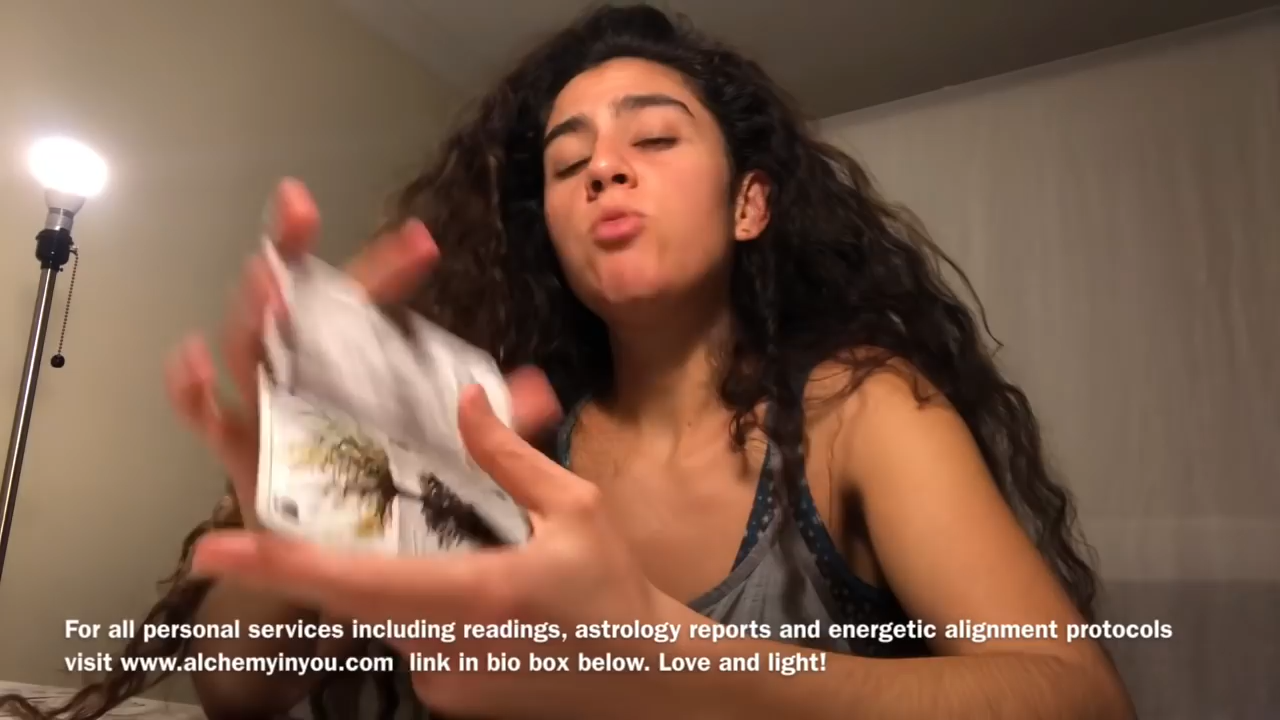 For all personal services including readings, astrology reports and energetic alignment protocols
visit www.alchemyinyou.com link in bio box below. Love and light!